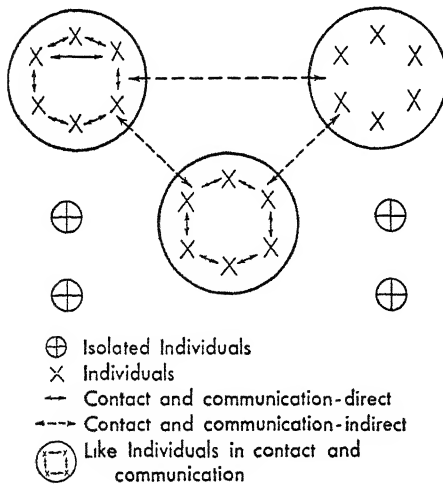 Isolated Individuals
X Individuals
Contact and communication-direct
Contact and communication-indirect
Like Individuals in contact and
communication